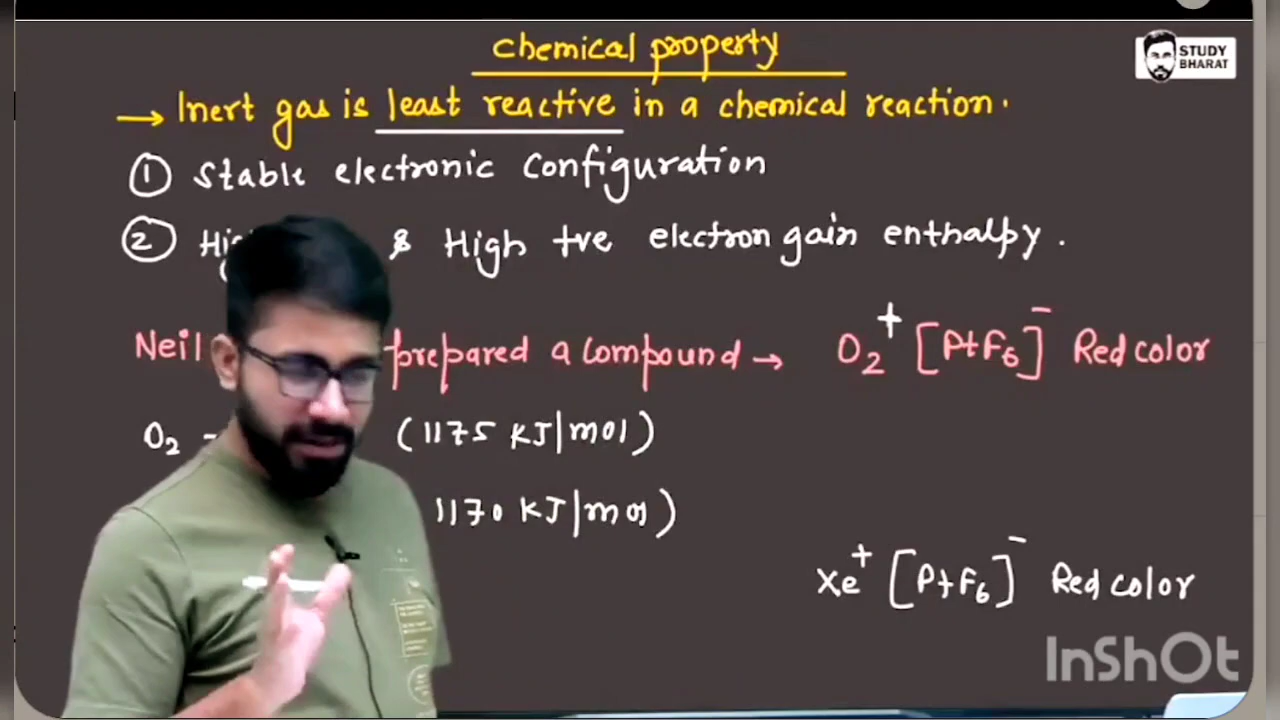 chemical property
STUDY
BHARAT
→ Inert gas is least reactive in a chemical reaction.
① Stable electronic Configuration
② & High +ve electron gain enthalpy.
Neil prepared a compound → O₂⁺ [PtF₆]⁻ Red color
O₂ - (1175 KJ/mol)
1170 KJ/mol)
Xe⁺ [PtF₆]⁻ Red color
InShOt